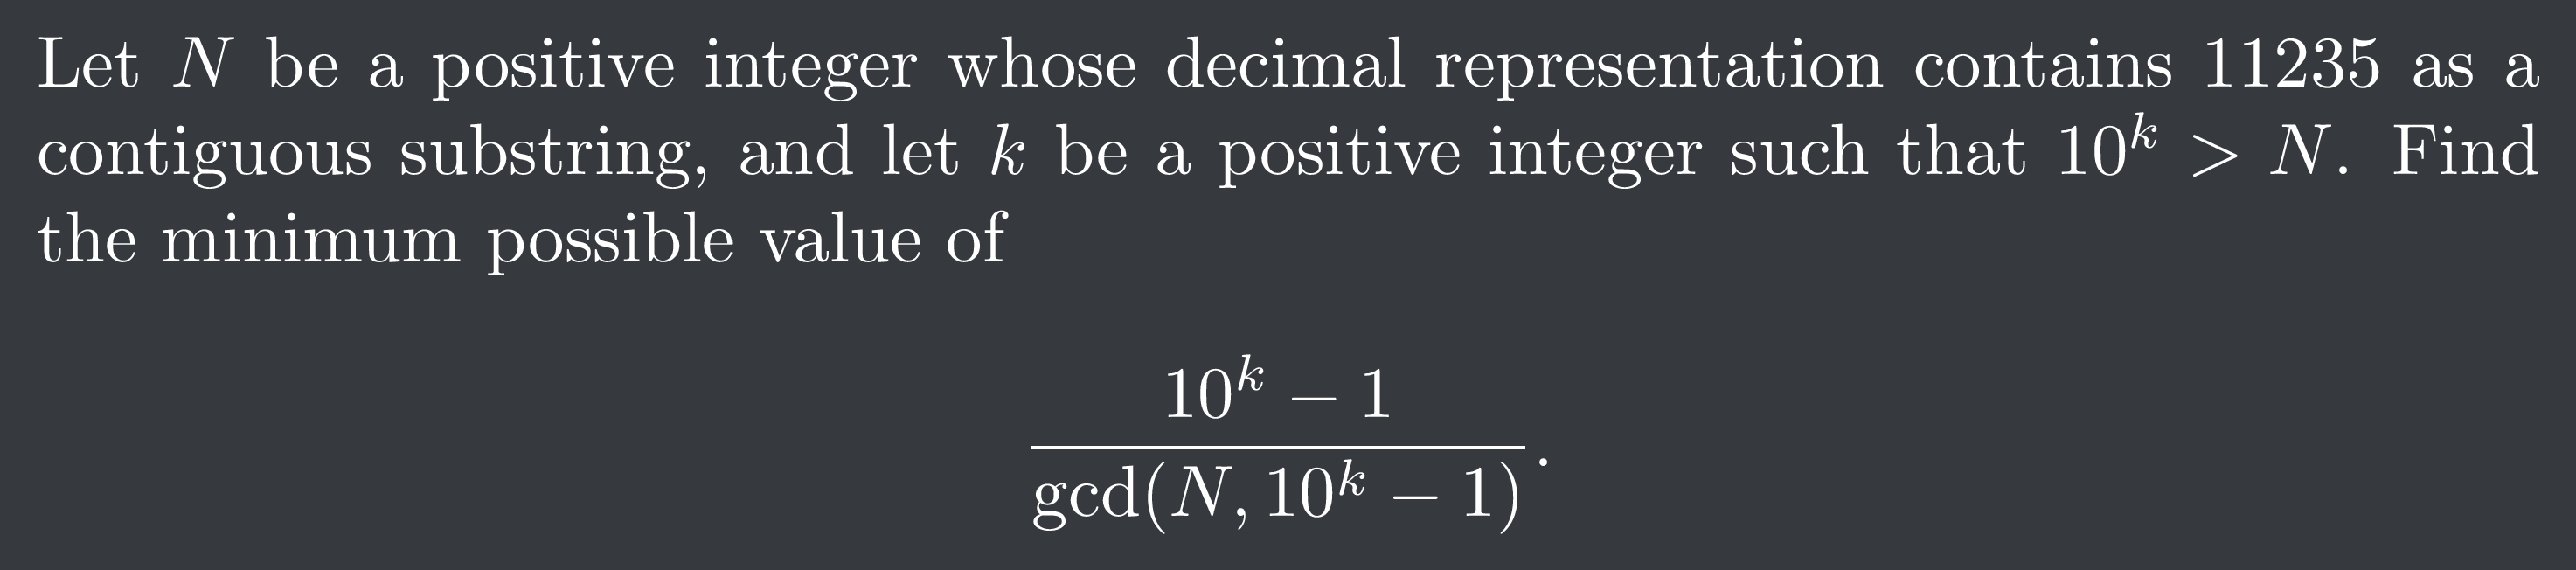 Let N be a positive integer whose decimal representation contains 11235 as a
contiguous substring, and let k be a positive integer such that 10^k > N. Find
the minimum possible value of
\frac{10^k - 1}{\gcd(N, 10^k - 1)}.